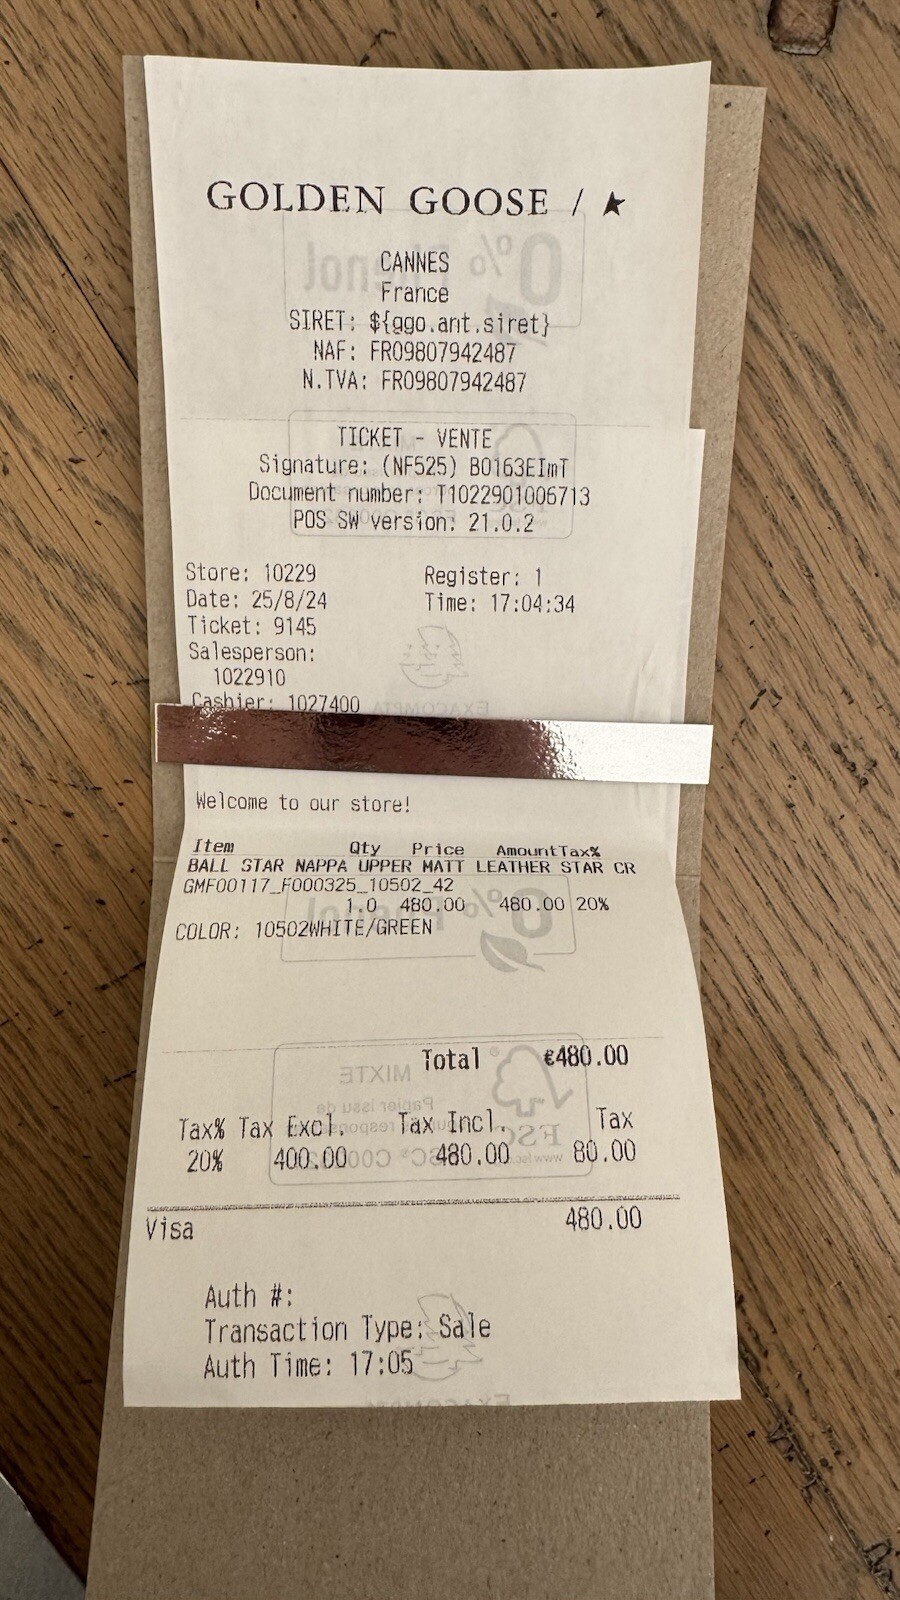 GOLDEN GOOSE / ★
CANNES
France
SIRET: ${ggo.ant.siret}
NAF: FR09807942487
N.TVA: FR09807942487
TICKET - VENTE
Signature: (NF525) B0163EImT
Document number: T1022901006713
POS SW version: 21.0.2
Store: 10229 Register: 1
Date: 25/8/24 Time: 17:04:34
Ticket: 9145
Salesperson:
1022910
Cashier: 1027400
Welcome to our store!
Item Qty Price AmountTax%
BALL STAR NAPPA UPPER MATT LEATHER STAR CR
GMF00117_F000325_10502_42
1.0 480.00 480.00 20%
COLOR: 10502WHITE/GREEN
Total €480.00
Tax% Tax Excl. Tax Incl. Tax
20% 400.00 480.00 80.00
Visa 480.00
Auth #:
Transaction Type: Sale
Auth Time: 17:05